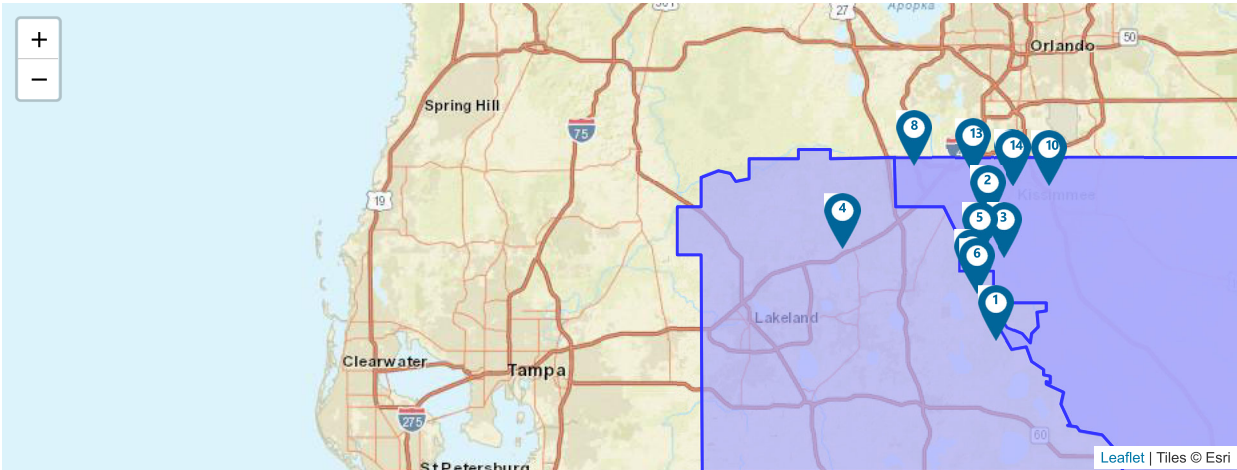 +
−
301
27
Apopka
50
Orlando
Spring Hill
75
8
13
14
10
2
Kissimmee
19
4
5
3
6
1
Lakeland
Clearwater
Tampa
275
60
St Petersburg
Leaflet | Tiles © Esri